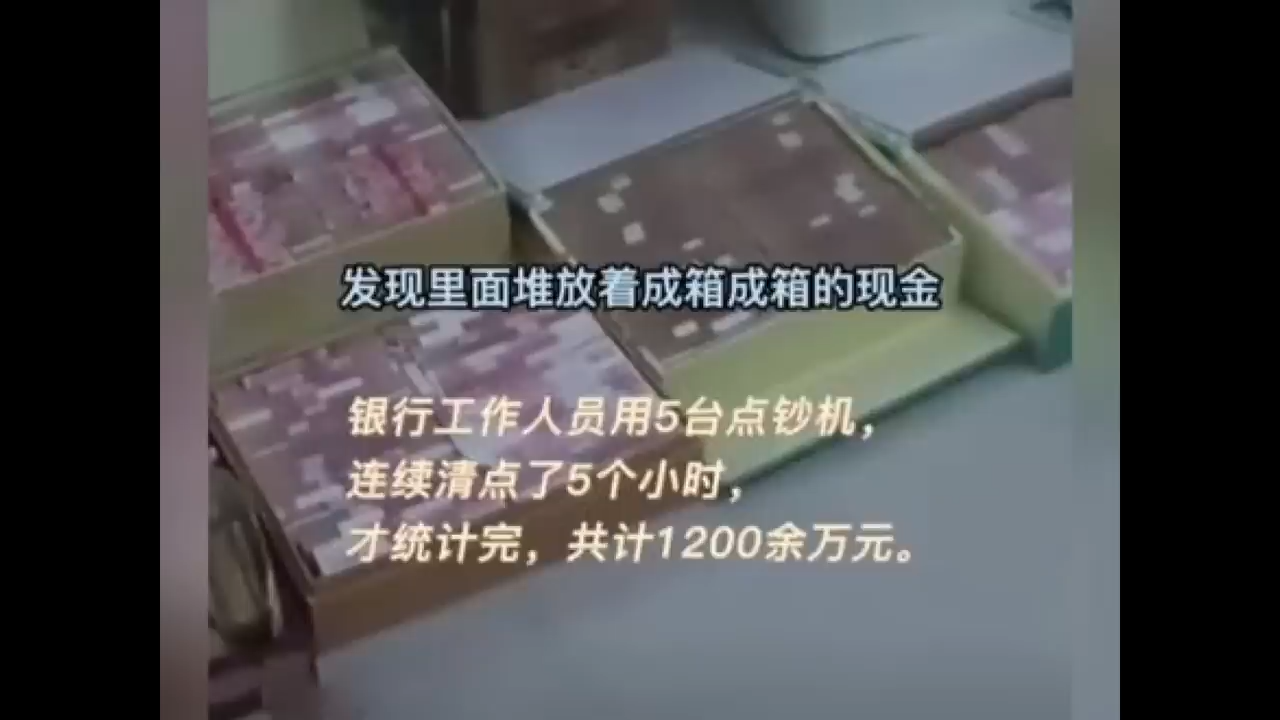 发现里面堆放着成箱成箱的现金
银行工作人员用5台点钞机，
连续清点了5个小时，
才统计完，共计1200余万元。